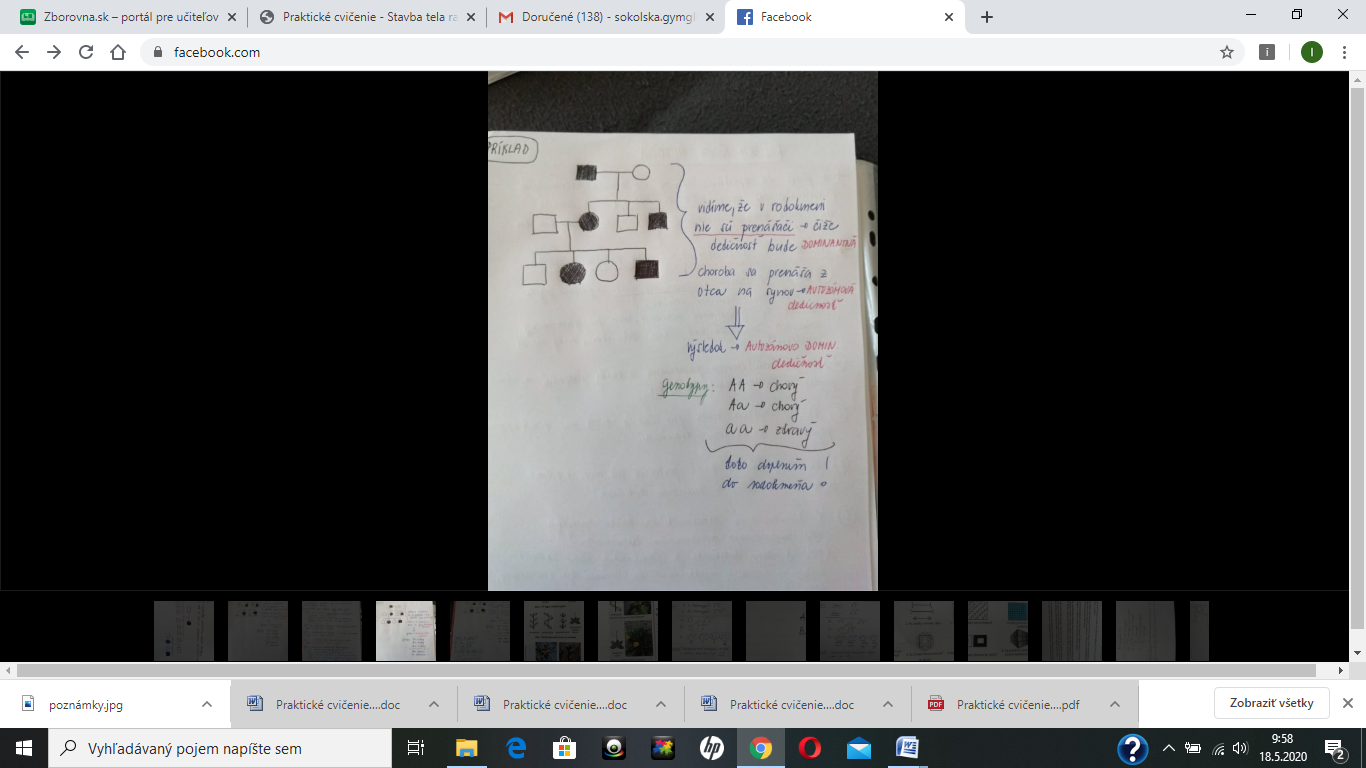 Zborovna.sk – portál pre učiteľov
Praktické cvičenie - Stavba tela ra
Doručené (138) - sokolska.gymgl
Facebook
facebook.com
PRÍKLAD
vidíme, že v rodokmeni
nie sú prenášači → čiže
dedičnosť bude DOMINANTNÁ
choroba sa prenáša z
otca na synov → AUTOZÓMOVÁ
dedičnosť
výsledok → AUTOZÓMOVO DOMIN.
dedičnosť
Genotypy: AA → chorý
Aa → chorý
aa → zdravý
toto doplním !
do rodokmeňa
poznámky.jpg
Praktické cvičenie....doc
Praktické cvičenie....doc
Praktické cvičenie....doc
Praktické cvičenie....pdf
Zobraziť všetky
Vyhľadávaný pojem napíšte sem
9:58
18.5.2020
2